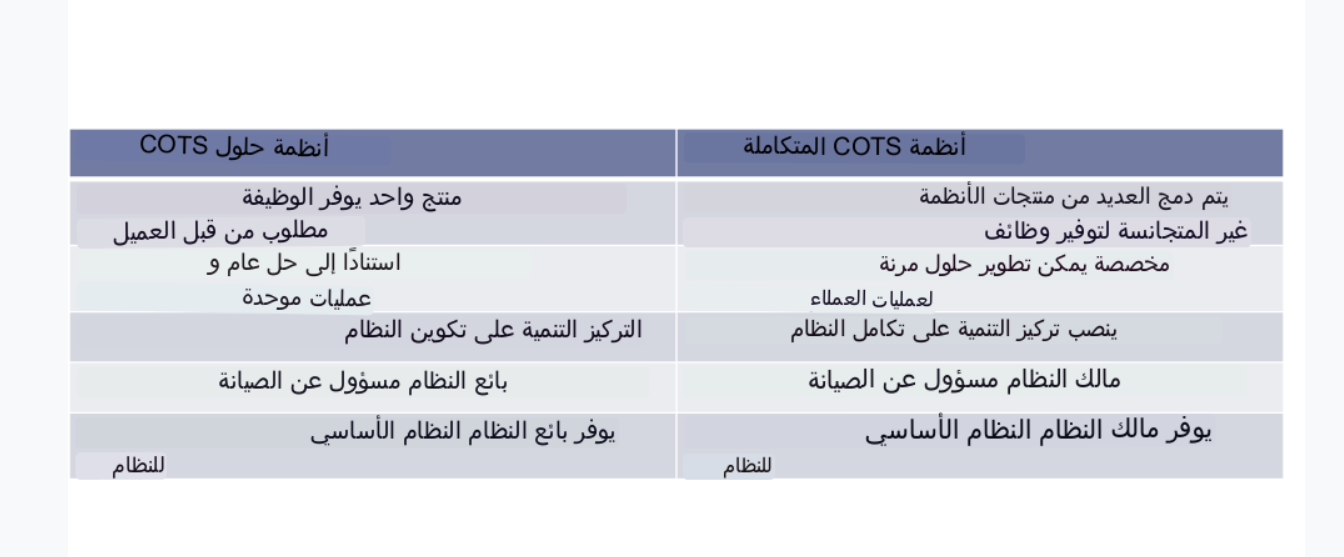 أنظمة COTS المتكاملة
أنظمة حلول COTS
يتم دمج العديد من منتجات الأنظمة
غير المتجانسة لتوفير وظائف
منتج واحد يوفر الوظيفة
مطلوب من قبل العميل
مخصصة يمكن تطوير حلول مرنة
لعمليات العملاء
استنادًا إلى حل عام و
عمليات موحدة
ينصب تركيز التنمية على تكامل النظام
التركيز التنمية على تكوين النظام
مالك النظام مسؤول عن الصيانة
بائع النظام مسؤول عن الصيانة
يوفر مالك النظام النظام الأساسي
للنظام
يوفر بائع النظام النظام الأساسي
للنظام